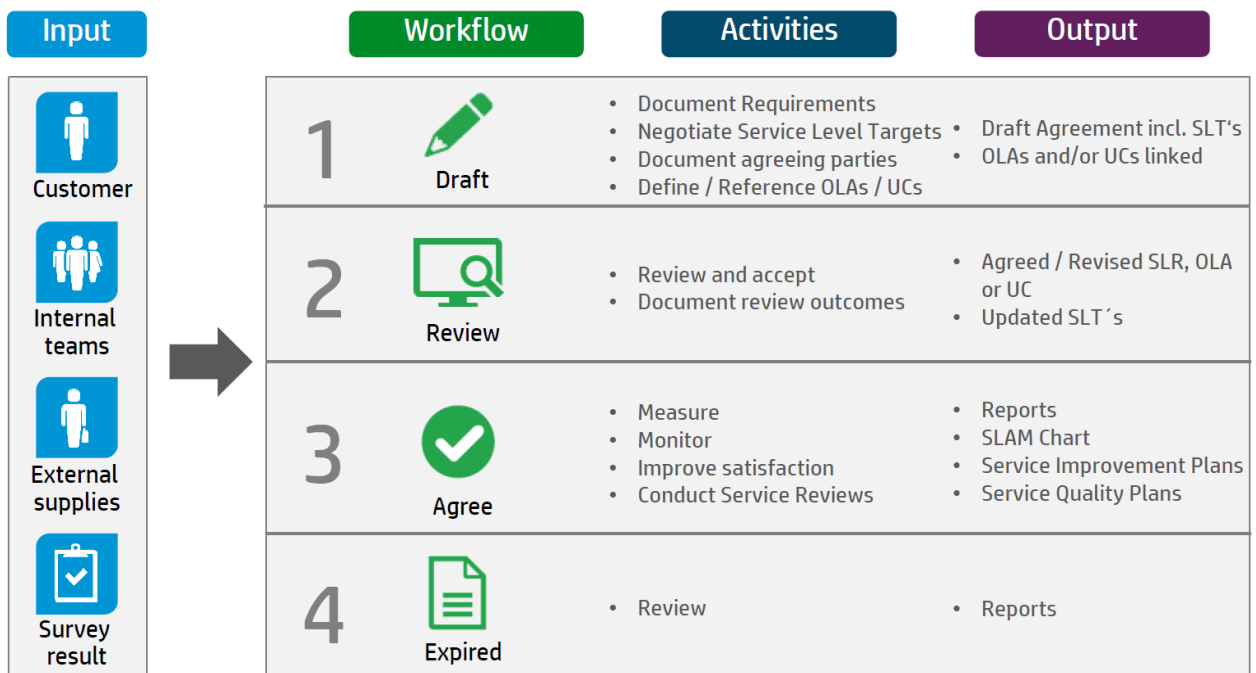 Input
Workflow
Activities
Output
Customer
Internal
teams
External
supplies
Survey
result
1
Draft
• Document Requirements
• Negotiate Service Level Targets
• Document agreeing parties
• Define / Reference OLAs / UCs
• Draft Agreement incl. SLT‘s
• OLAs and/or UCs linked
2
Review
• Review and accept
• Document review outcomes
• Agreed / Revised SLR, OLA
or UC
• Updated SLT´s
3
Agree
• Measure
• Monitor
• Improve satisfaction
• Conduct Service Reviews
• Reports
• SLAM Chart
• Service Improvement Plans
• Service Quality Plans
4
Expired
• Review
• Reports